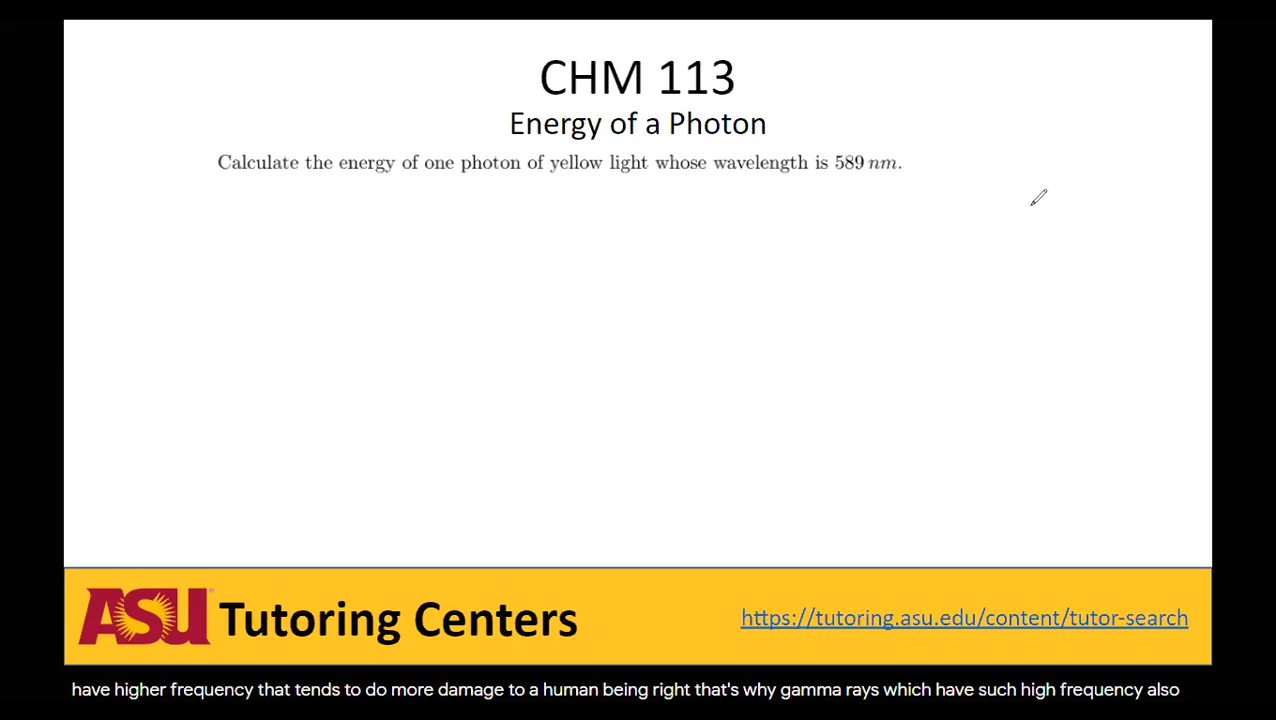 CHM 113
Energy of a Photon
Calculate the energy of one photon of yellow light whose wavelength is 589 nm.
ASU Tutoring Centers
https://tutoring.asu.edu/content/tutor-search
have higher frequency that tends to do more damage to a human being right that's why gamma rays which have such high frequency also